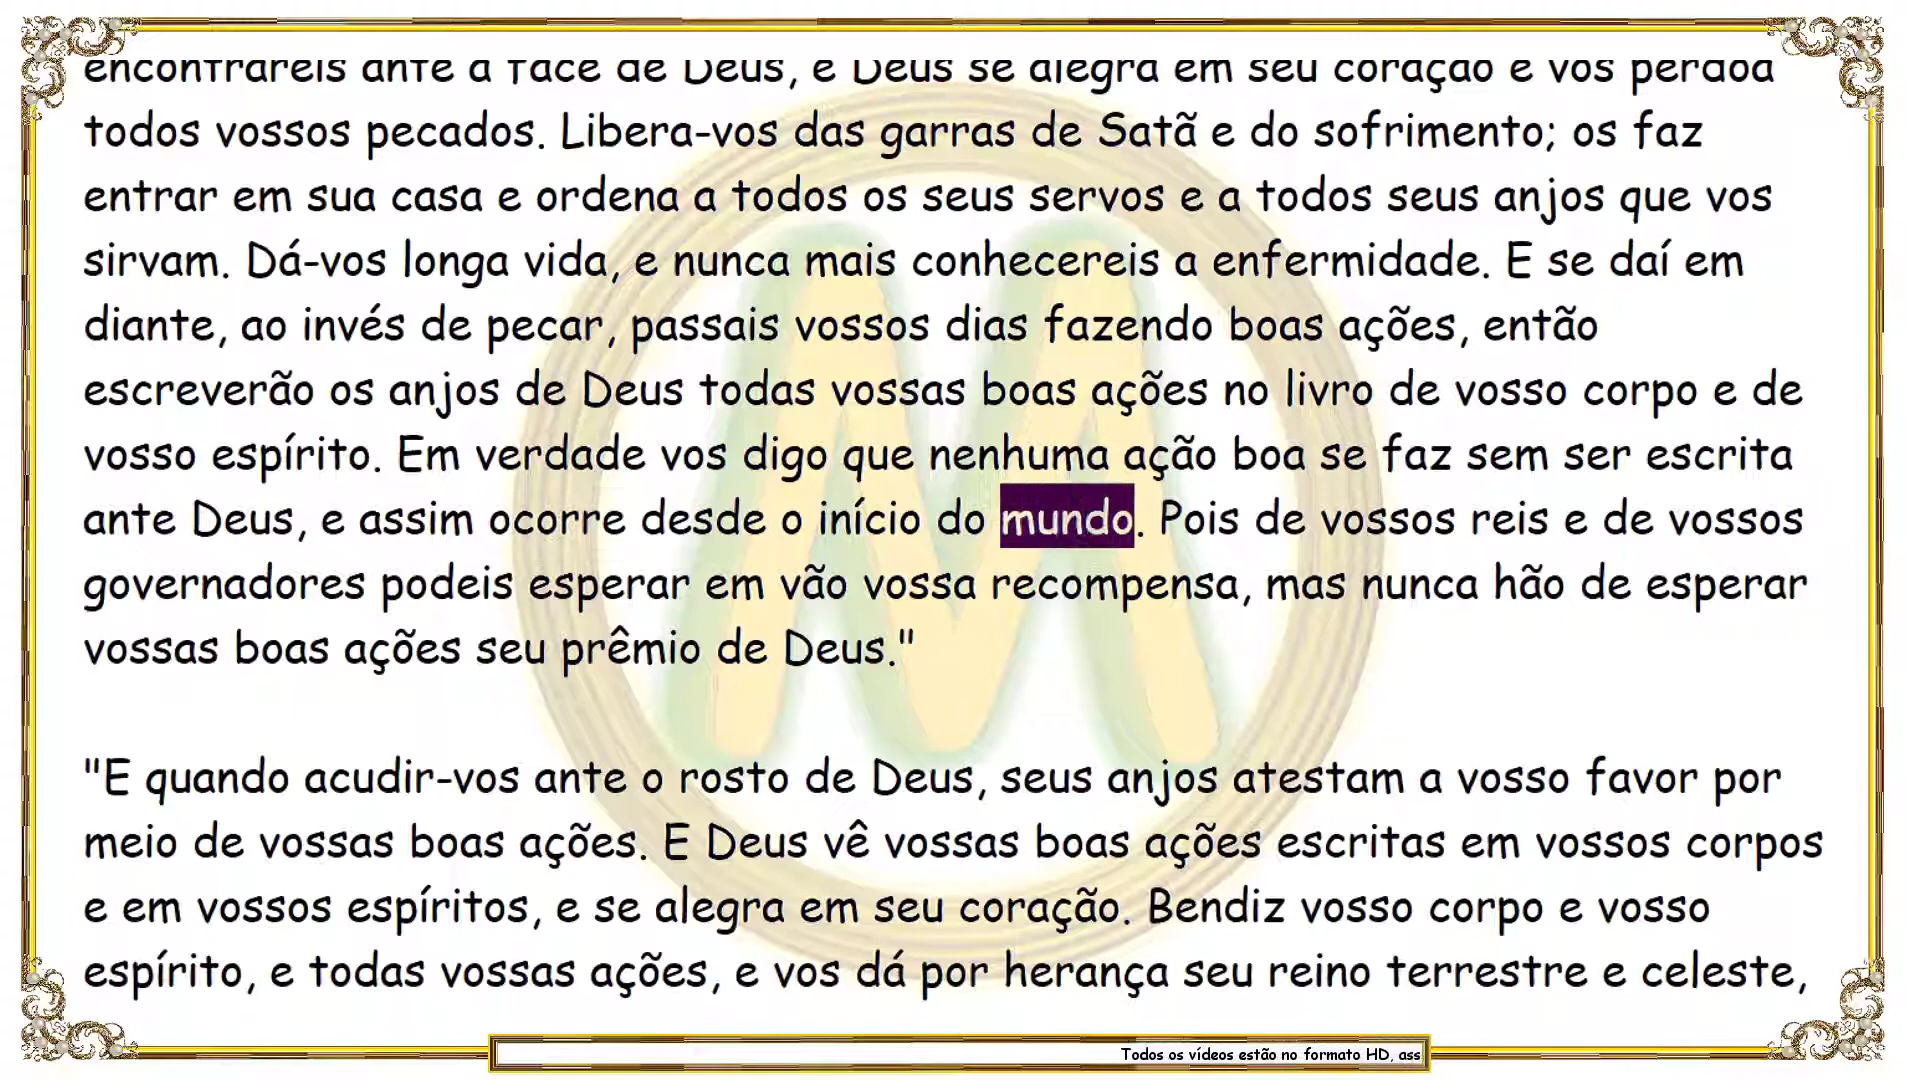 encontrareis ante a face de Deus, e Deus se alegra em seu coração e vos perdoa
todos vossos pecados. Libera-vos das garras de Satã e do sofrimento; os faz
entrar em sua casa e ordena a todos os seus servos e a todos seus anjos que vos
sirvam. Dá-vos longa vida, e nunca mais conhecereis a enfermidade. E se daí em
diante, ao invés de pecar, passais vossos dias fazendo boas ações, então
escreverão os anjos de Deus todas vossas boas ações no livro de vosso corpo e de
vosso espírito. Em verdade vos digo que nenhuma ação boa se faz sem ser escrita
ante Deus, e assim ocorre desde o início do mundo. Pois de vossos reis e de vossos
governadores podeis esperar em vão vossa recompensa, mas nunca hão de esperar
vossas boas ações seu prêmio de Deus."
"E quando acudir-vos ante o rosto de Deus, seus anjos atestam a vosso favor por
meio de vossas boas ações. E Deus vê vossas boas ações escritas em vossos corpos
e em vossos espíritos, e se alegra em seu coração. Bendiz vosso corpo e vosso
espírito, e todas vossas ações, e vos dá por herança seu reino terrestre e celeste,
Todos os vídeos estão no formato HD, ass